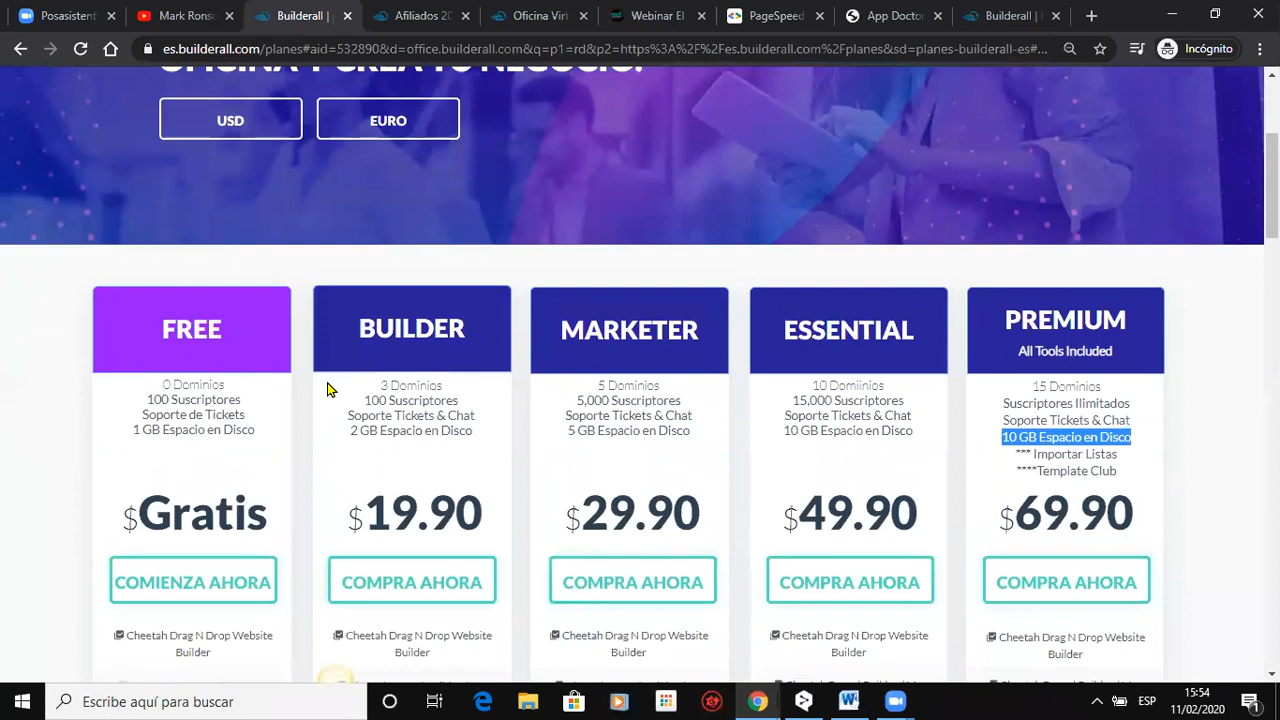 Posasistent
Mark Rons
Builderall |
Afiliados 20
Oficina Virt
Webinar El
PageSpeed
App Doctor
Builderall |
es.builderall.com/planes#aid=532890&d=office.builderall.com&q=p1=rd&p2=https%3A%2F%2Fes.builderall.com%2Fplanes&sd=planes-builderall-es#...
Incógnito
OFICINA Y CREA TU NEGOCIO!
USD
EURO
FREE
0 Dominios
100 Suscriptores
Soporte de Tickets
1 GB Espacio en Disco
$Gratis
COMIENZA AHORA
Cheetah Drag N Drop Website
Builder
BUILDER
3 Dominios
100 Suscriptores
Soporte Tickets & Chat
2 GB Espacio en Disco
$19.90
COMPRA AHORA
Cheetah Drag N Drop Website
Builder
MARKETER
5 Dominios
5,000 Suscriptores
Soporte Tickets & Chat
5 GB Espacio en Disco
$29.90
COMPRA AHORA
Cheetah Drag N Drop Website
Builder
ESSENTIAL
10 Domiinios
15,000 Suscriptores
Soporte Tickets & Chat
10 GB Espacio en Disco
$49.90
COMPRA AHORA
Cheetah Drag N Drop Website
Builder
PREMIUM
All Tools Included
15 Dominios
Suscriptores Ilimitados
Soporte Tickets & Chat
10 GB Espacio en Disco
*** Importar Listas
****Template Club
$69.90
COMPRA AHORA
Cheetah Drag N Drop Website
Builder
Escribe aquí para buscar
ESP
15:54
11/02/2020